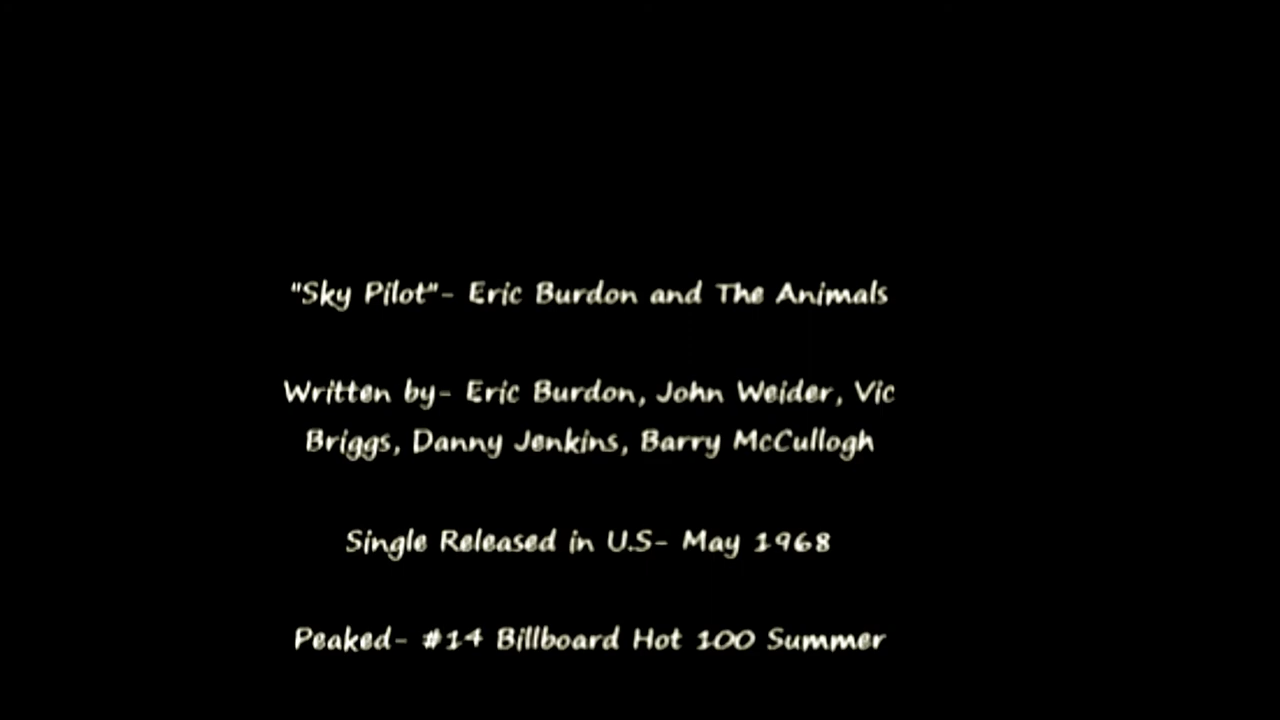 "Sky Pilot"- Eric Burdon and The Animals
Written by- Eric Burdon, John Weider, Vic
Briggs, Danny Jenkins, Barry McCullogh
Single Released in U.S- May 1968
Peaked- #14 Billboard Hot 100 Summer